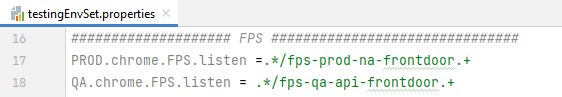 testingEnvSet.properties
16 #################### FPS ###############################
17 PROD.chrome.FPS.listen =.*/fps-prod-na-frontdoor.+
18 QA.chrome.FPS.listen = .*/fps-qa-api-frontdoor.+